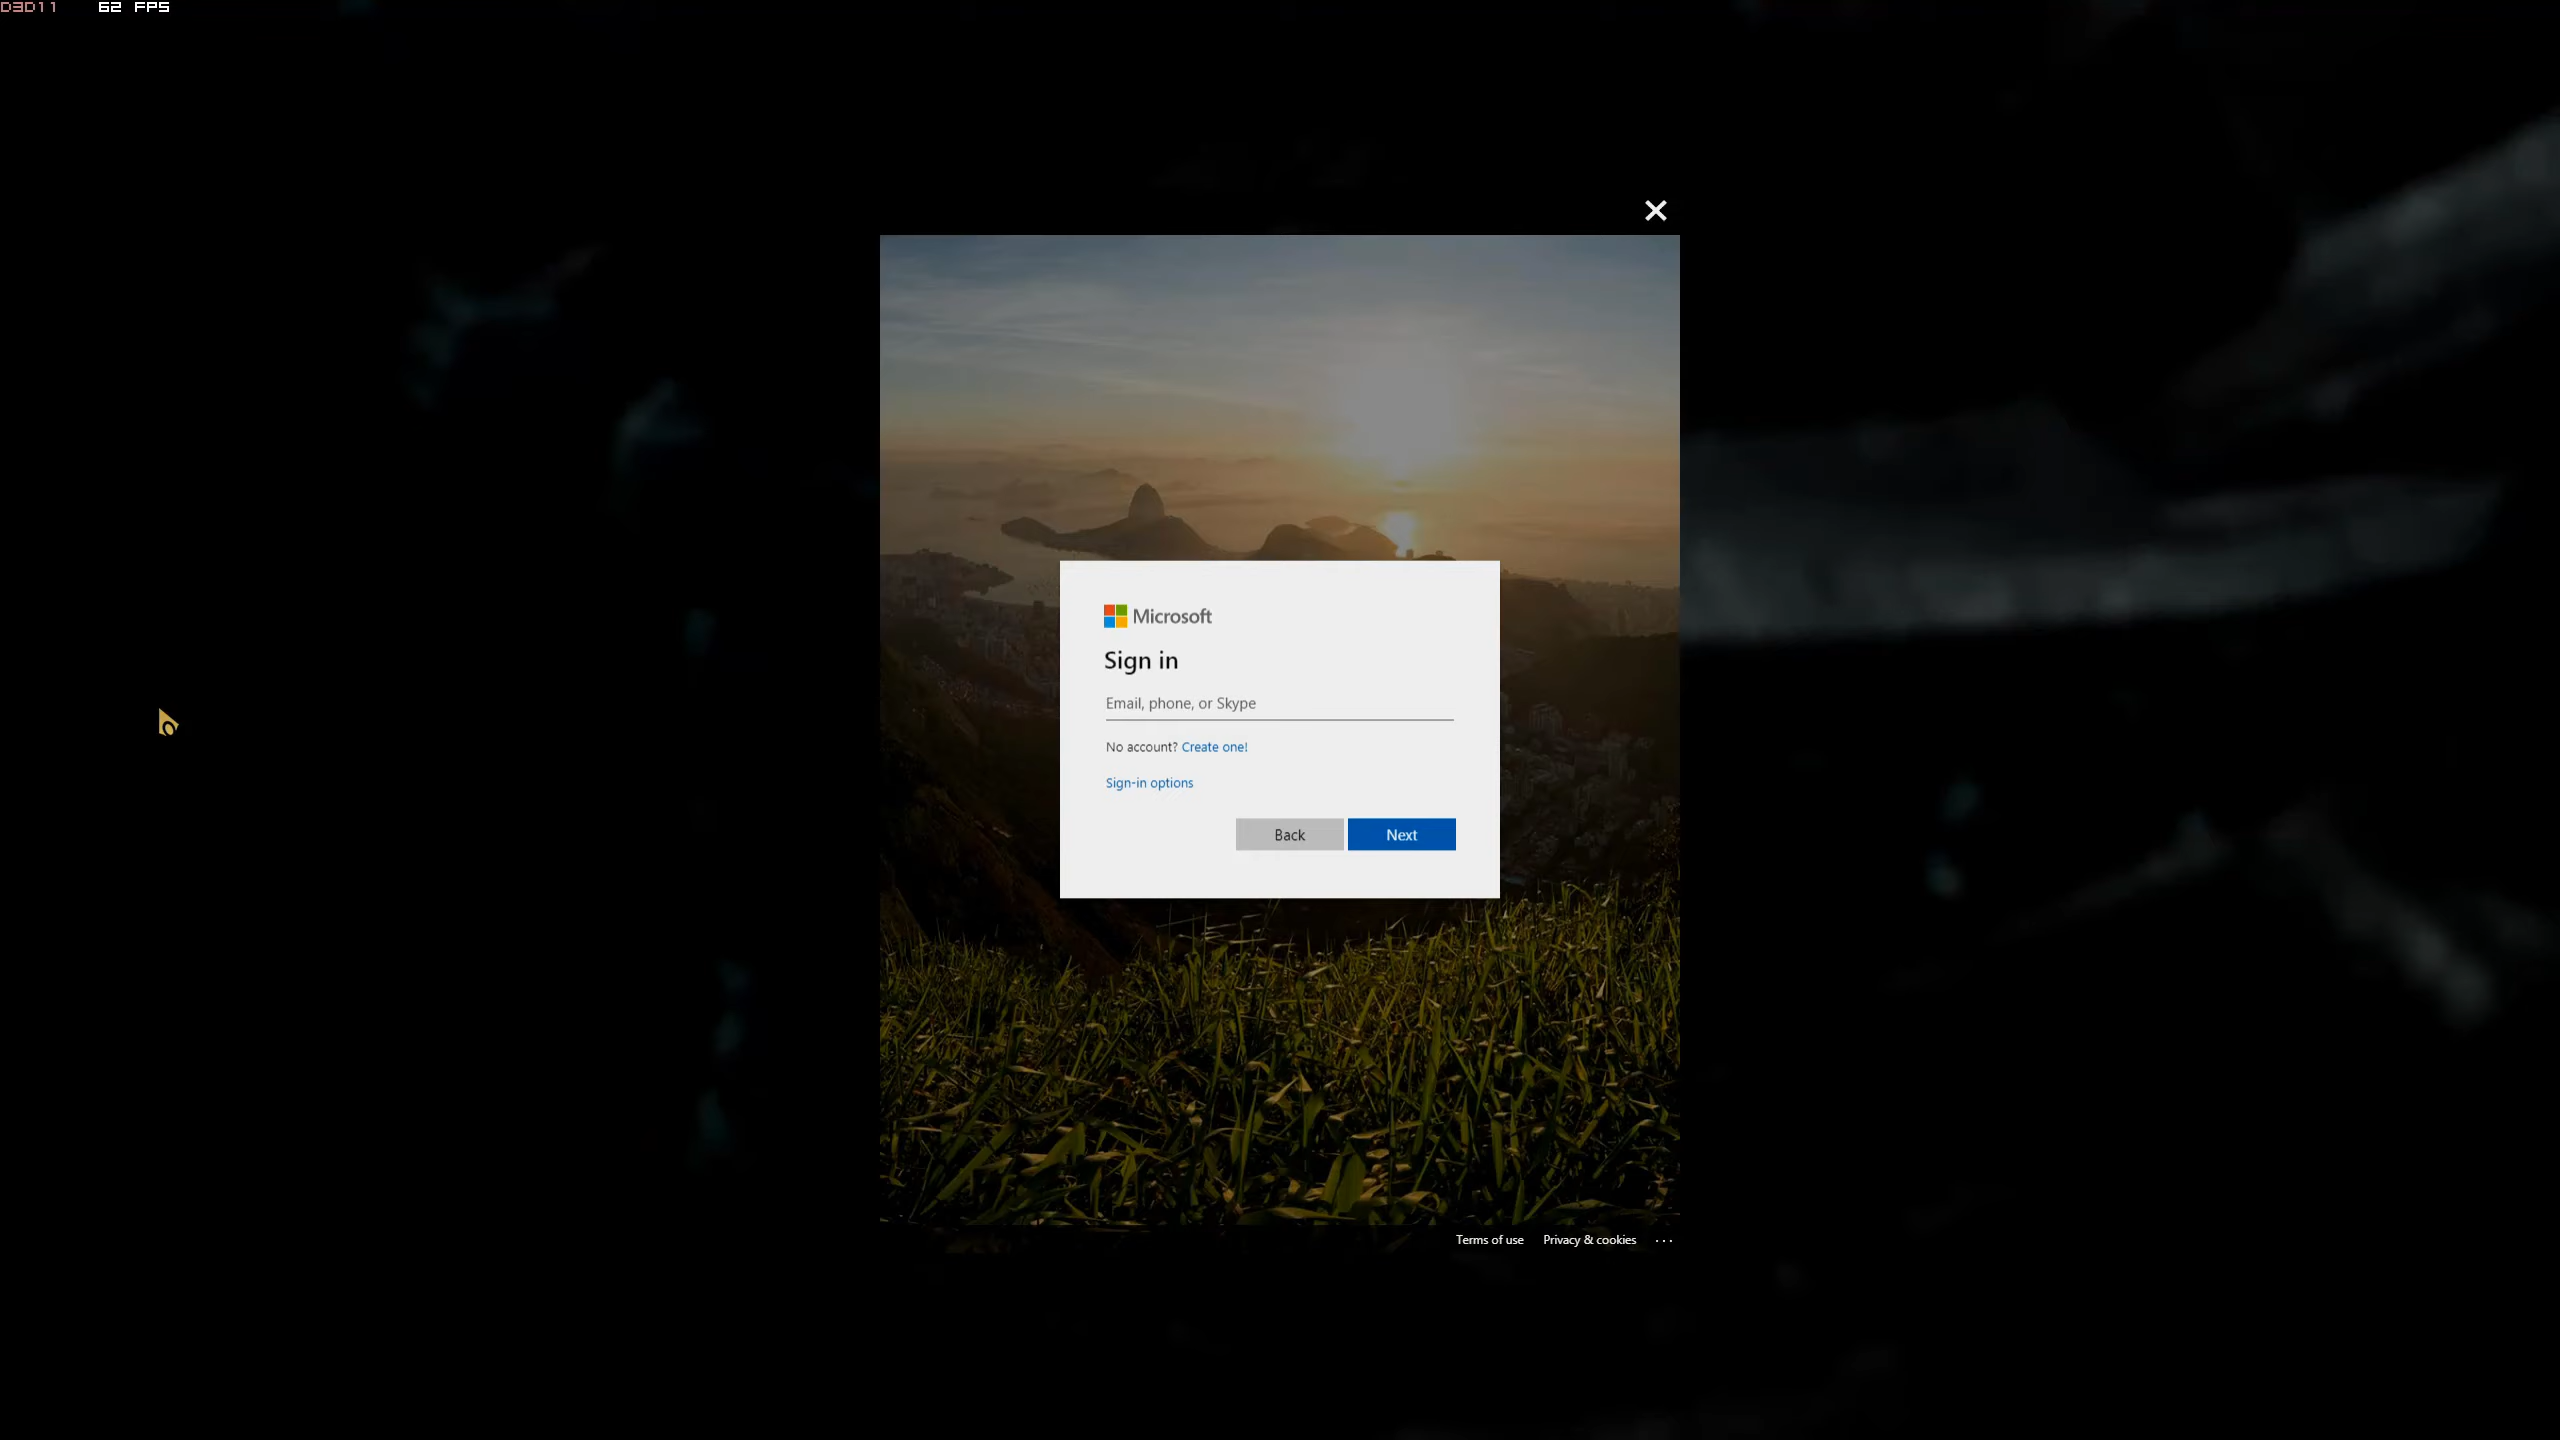 D3D11 62 FPS
Microsoft
Sign in
Email, phone, or Skype
No account? Create one!
Sign-in options
Back Next
Terms of use Privacy & cookies ...